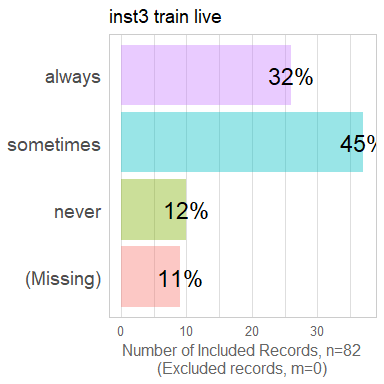 inst3 train live
always
32%
sometimes
45%
never
12%
(Missing)
11%
0 10 20 30
Number of Included Records, n=82
(Excluded records, m=0)